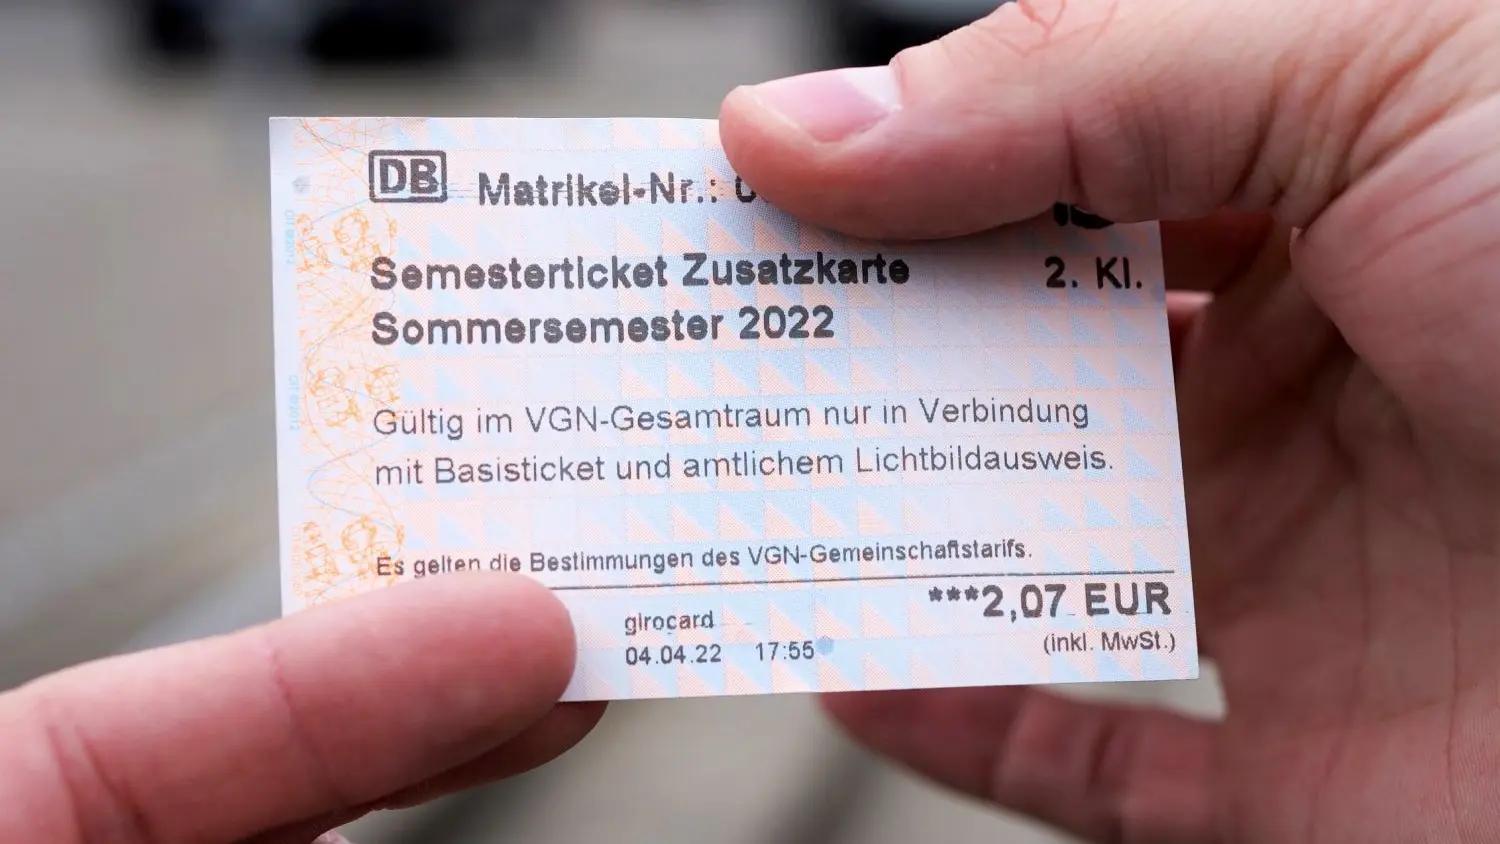 DB Matrikel-Nr.:
Semesterticket Zusatzkarte 2. Kl.
Sommersemester 2022
Gültig im VGN-Gesamtraum nur in Verbindung
mit Basisticket und amtlichem Lichtbildausweis.
Es gelten die Bestimmungen des VGN-Gemeinschaftstarifs.
***2,07 EUR
girocard
(inkl. MwSt.)
04.04.22 17:55